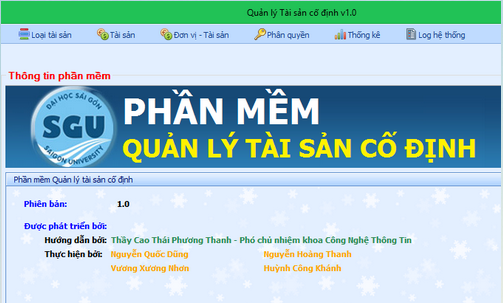 Quản lý Tài sản cố định v1.0
Loại tài sản Tài sản Đơn vị - Tài sản Phân quyền Thống kê Log hệ thống
Thông tin phần mềm
ĐẠI HỌC SÀI GÒN
SGU
SAIGON UNIVERSITY
PHẦN MỀM
QUẢN LÝ TÀI SẢN CỐ ĐỊNH
Phần mềm Quản lý tài sản cố định
Phiên bản: 1.0
Được phát triển bởi:
Hướng dẫn bởi: Thầy Cao Thái Phương Thanh - Phó chủ nhiệm khoa Công Nghệ Thông Tin
Thực hiện bởi: Nguyễn Quốc Dũng Nguyễn Hoàng Thanh
Vương Xương Nhơn Huỳnh Công Khánh